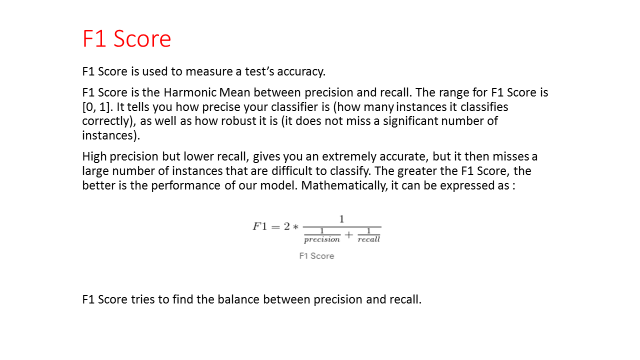 F1 Score
F1 Score is used to measure a test's accuracy.
F1 Score is the Harmonic Mean between precision and recall. The range for F1 Score is
[0, 1]. It tells you how precise your classifier is (how many instances it classifies
correctly), as well as how robust it is (it does not miss a significant number of
instances).
High precision but lower recall, gives you an extremely accurate, but it then misses a
large number of instances that are difficult to classify. The greater the F1 Score, the
better is the performance of our model. Mathematically, it can be expressed as :
F1 = 2 * 1 / (1/precision + 1/recall)
F1 Score
F1 Score tries to find the balance between precision and recall.